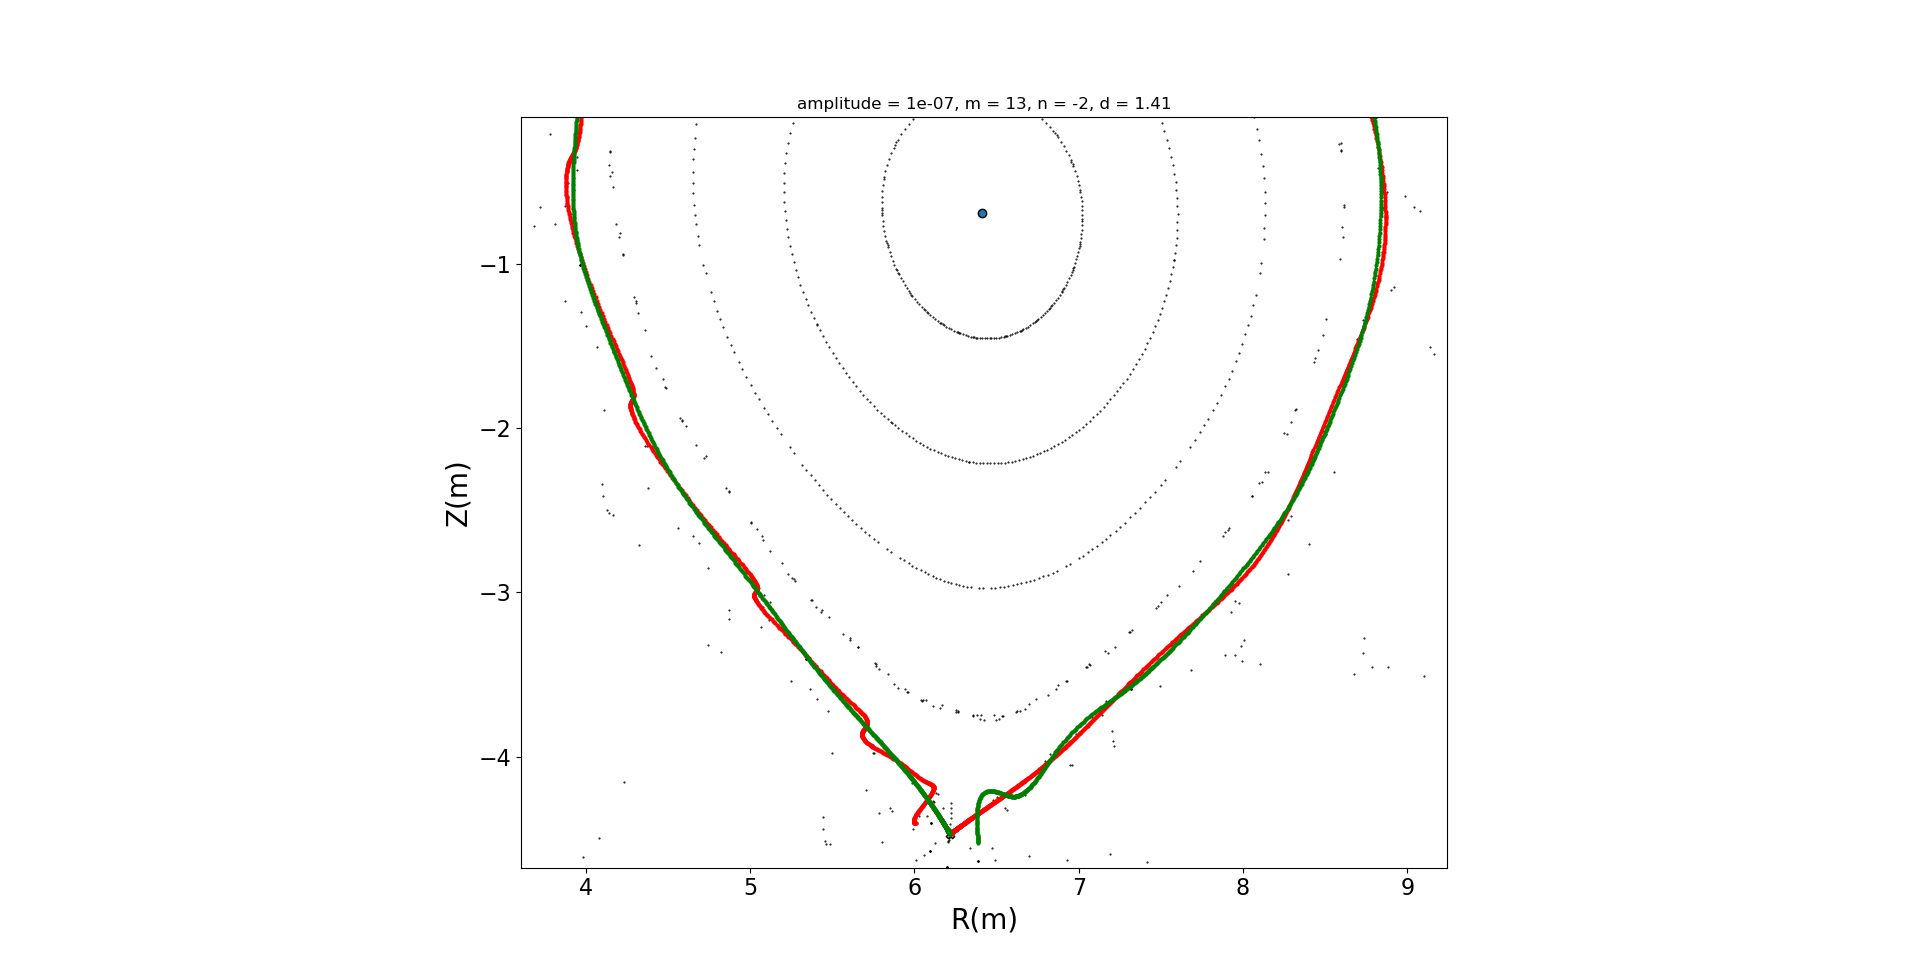 amplitude = 1e-07, m = 13, n = -2, d = 1.41
−1
−2
−3
−4
Z(m)
4 5 6 7 8 9
R(m)